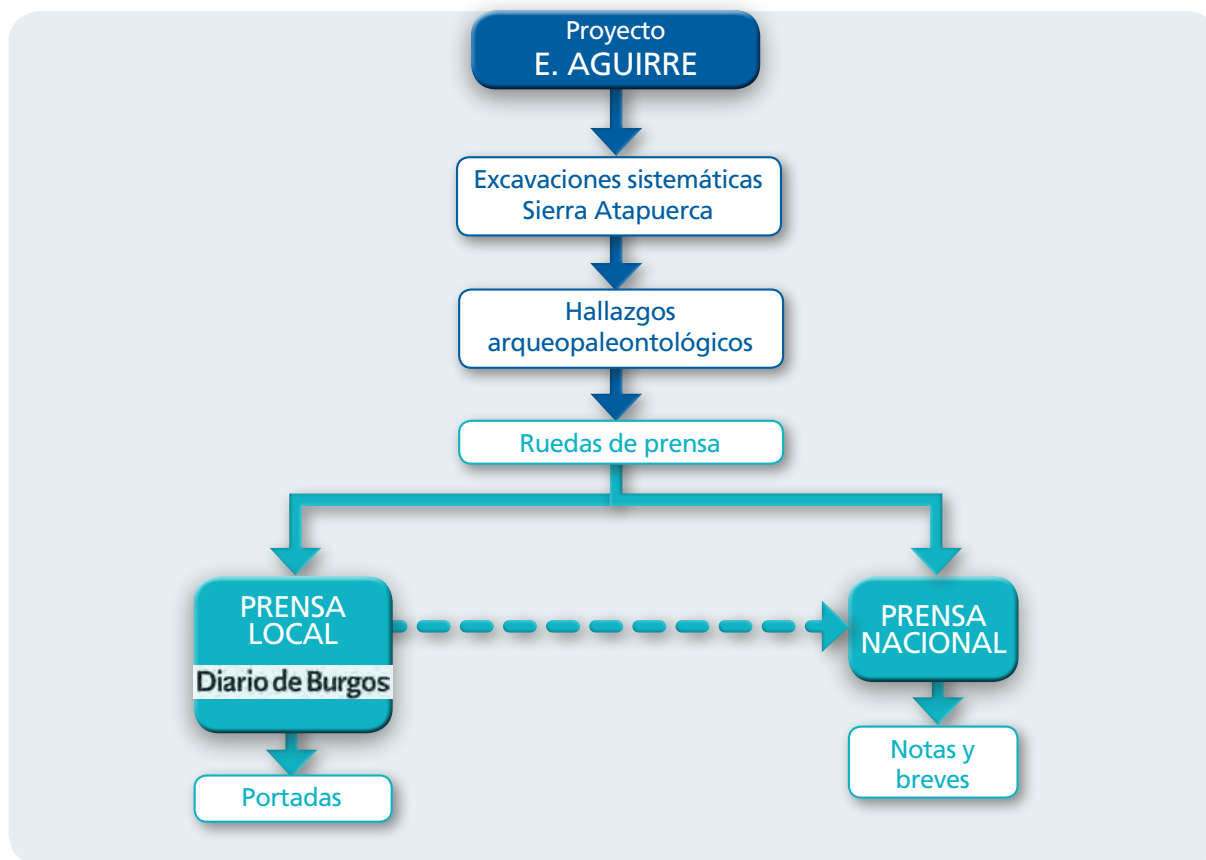 Proyecto
E. AGUIRRE
Excavaciones sistemáticas
Sierra Atapuerca
Hallazgos
arqueopaleontológicos
Ruedas de prensa
PRENSA
LOCAL
Diario de Burgos
PRENSA
NACIONAL
Portadas
Notas y
breves